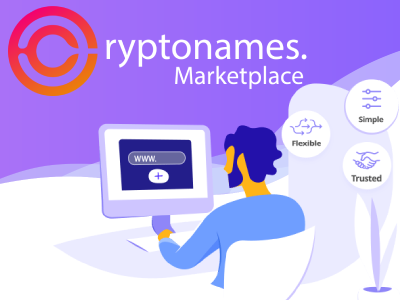 ryptonames.
Marketplace
Simple
Flexible
Trusted
WWW.